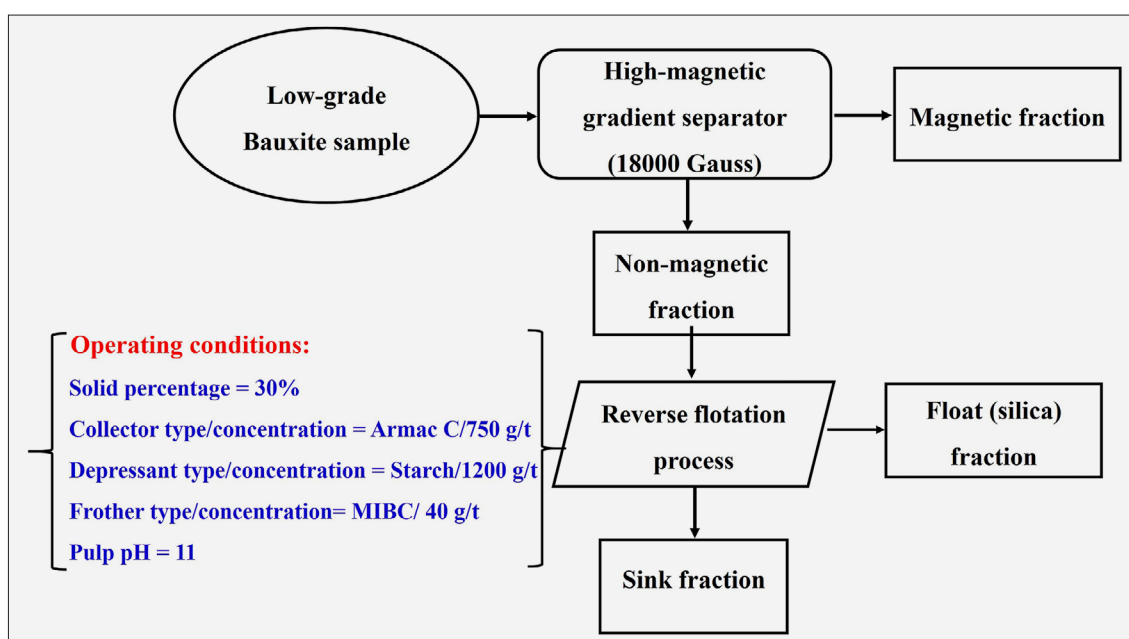 Low-grade
Bauxite sample
High-magnetic
gradient separator
(18000 Gauss)
Magnetic fraction
Non-magnetic
fraction
Operating conditions:
Solid percentage = 30%
Collector type/concentration = Armac C/750 g/t
Depressant type/concentration = Starch/1200 g/t
Frother type/concentration= MIBC/ 40 g/t
Pulp pH = 11
Reverse flotation
process
Float (silica)
fraction
Sink fraction